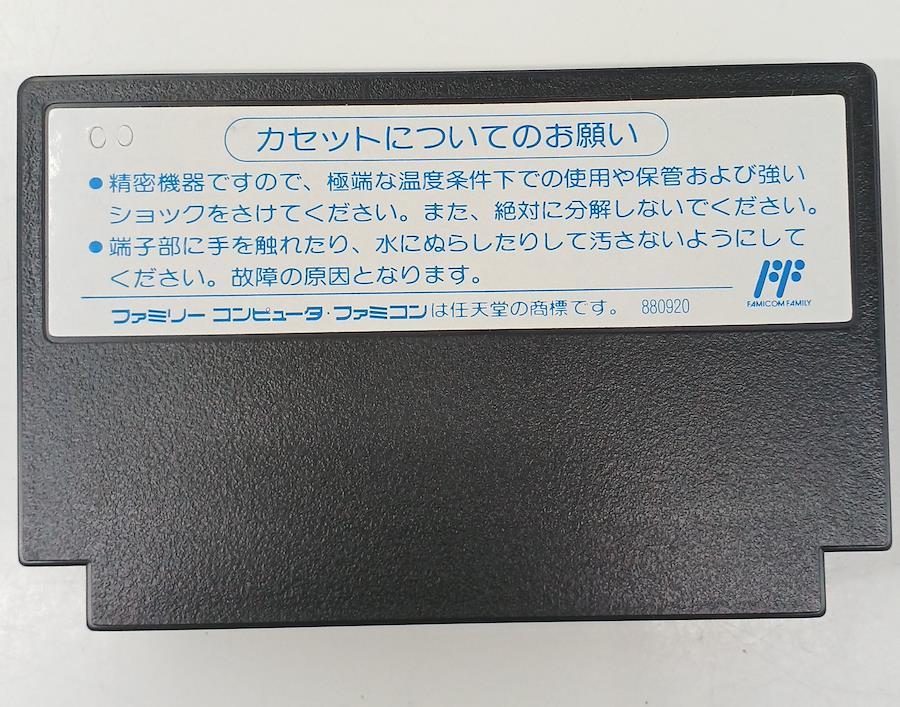 00
カセットについてのお願い
●精密機器ですので、極端な温度条件下での使用や保管および強い
ショックをさけてください。また、絶対に分解しないでください。
●端子部に手を触れたり、水にぬらしたりして汚さないようにして
ください。故障の原因となります。
FAMICOM FAMILY
ファミリーコンピュータ・ファミコンは任天堂の商標です。 880920